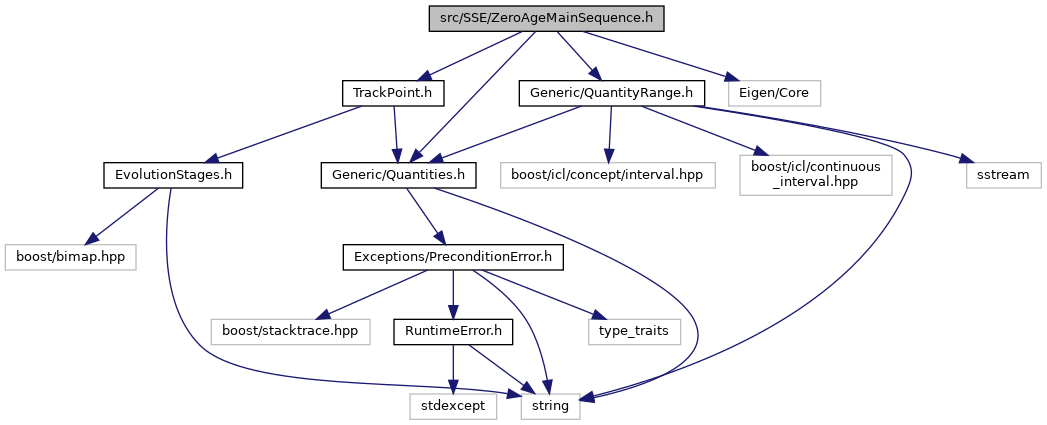 src/SSE/ZeroAgeMainSequence.h
TrackPoint.h
Generic/QuantityRange.h
Eigen/Core
EvolutionStages.h
Generic/Quantities.h
boost/icl/concept/interval.hpp
boost/icl/continuous
_interval.hpp
sstream
boost/bimap.hpp
Exceptions/PreconditionError.h
boost/stacktrace.hpp
RuntimeError.h
type_traits
stdexcept
string